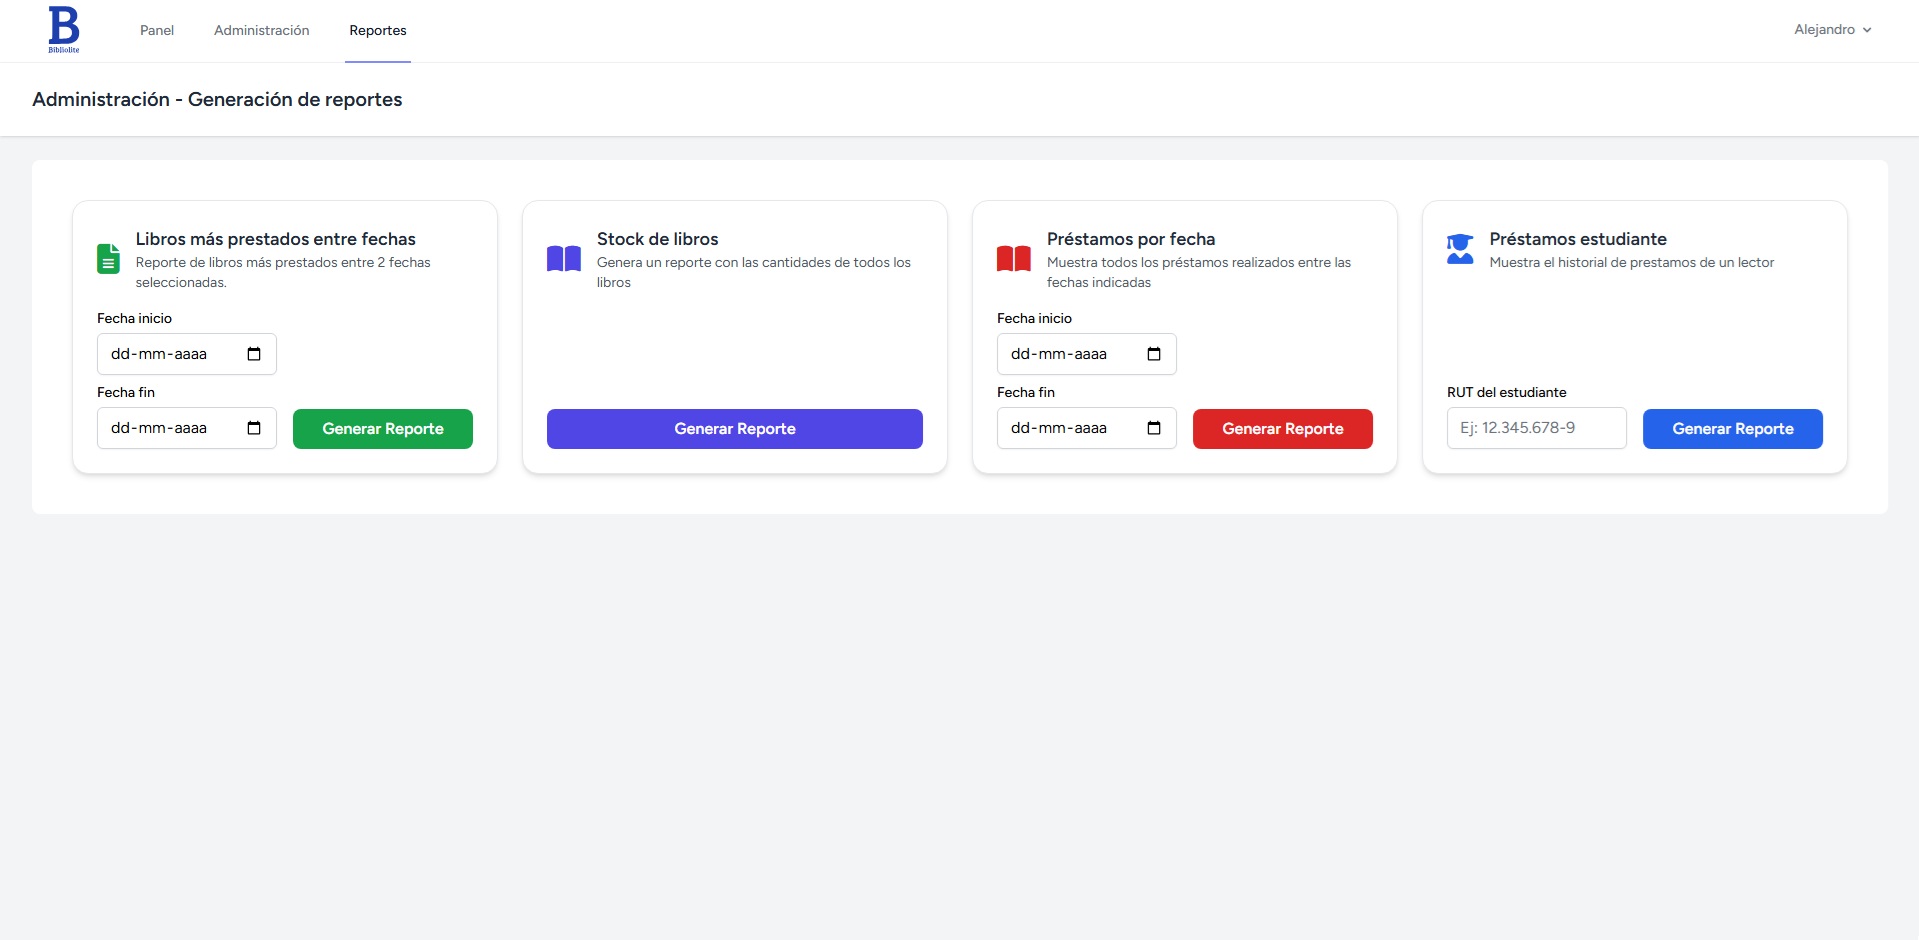 B
Bibliolite
Panel
Administración
Reportes
Alejandro
Administración - Generación de reportes
Libros más prestados entre fechas
Reporte de libros más prestados entre 2 fechas
seleccionadas.
Fecha inicio
dd-mm-aaaa
Fecha fin
dd-mm-aaaa
Generar Reporte
Stock de libros
Genera un reporte con las cantidades de todos los
libros
Generar Reporte
Préstamos por fecha
Muestra todos los préstamos realizados entre las
fechas indicadas
Fecha inicio
dd-mm-aaaa
Fecha fin
dd-mm-aaaa
Generar Reporte
Préstamos estudiante
Muestra el historial de prestamos de un lector
RUT del estudiante
Ej: 12.345.678-9
Generar Reporte